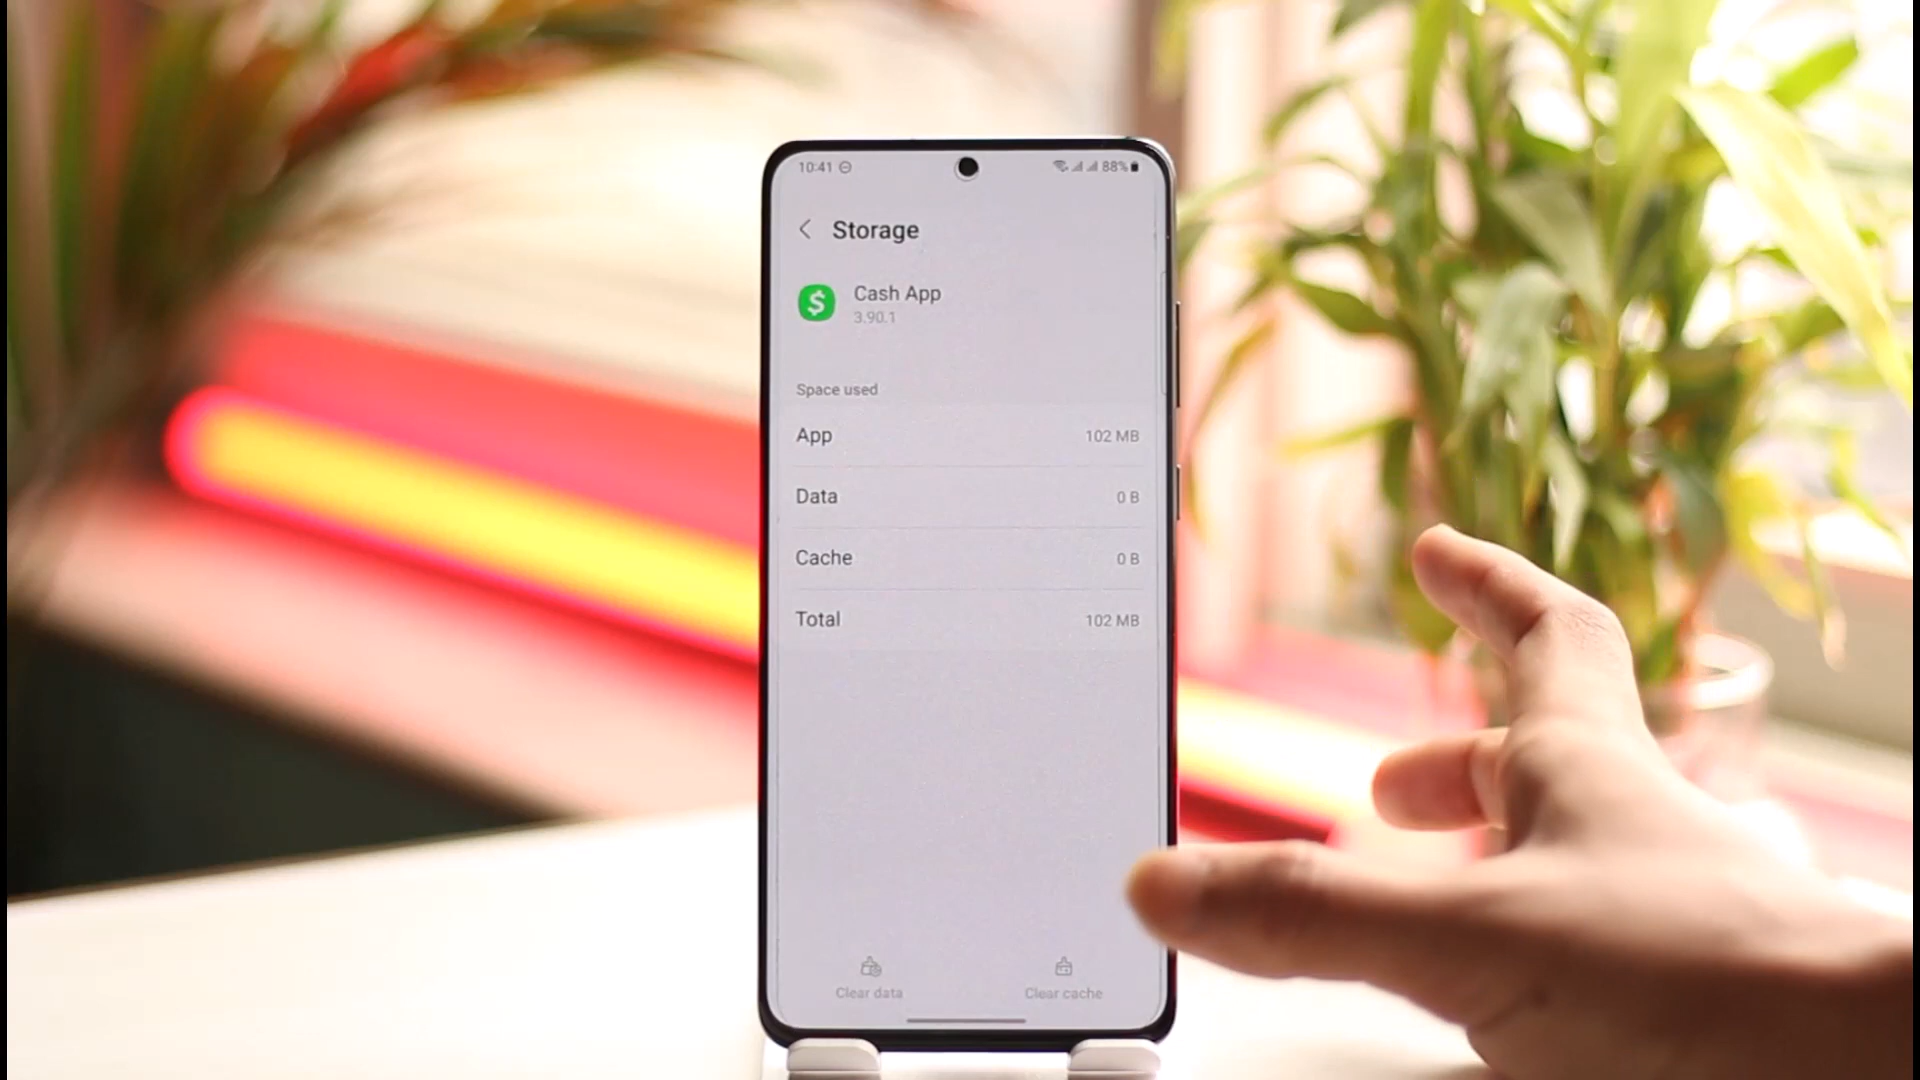 10:41 88%
Storage
$
Cash App
3.90.1
Space used
App 102 MB
Data 0 B
Cache 0 B
Total 102 MB
Clear data Clear cache